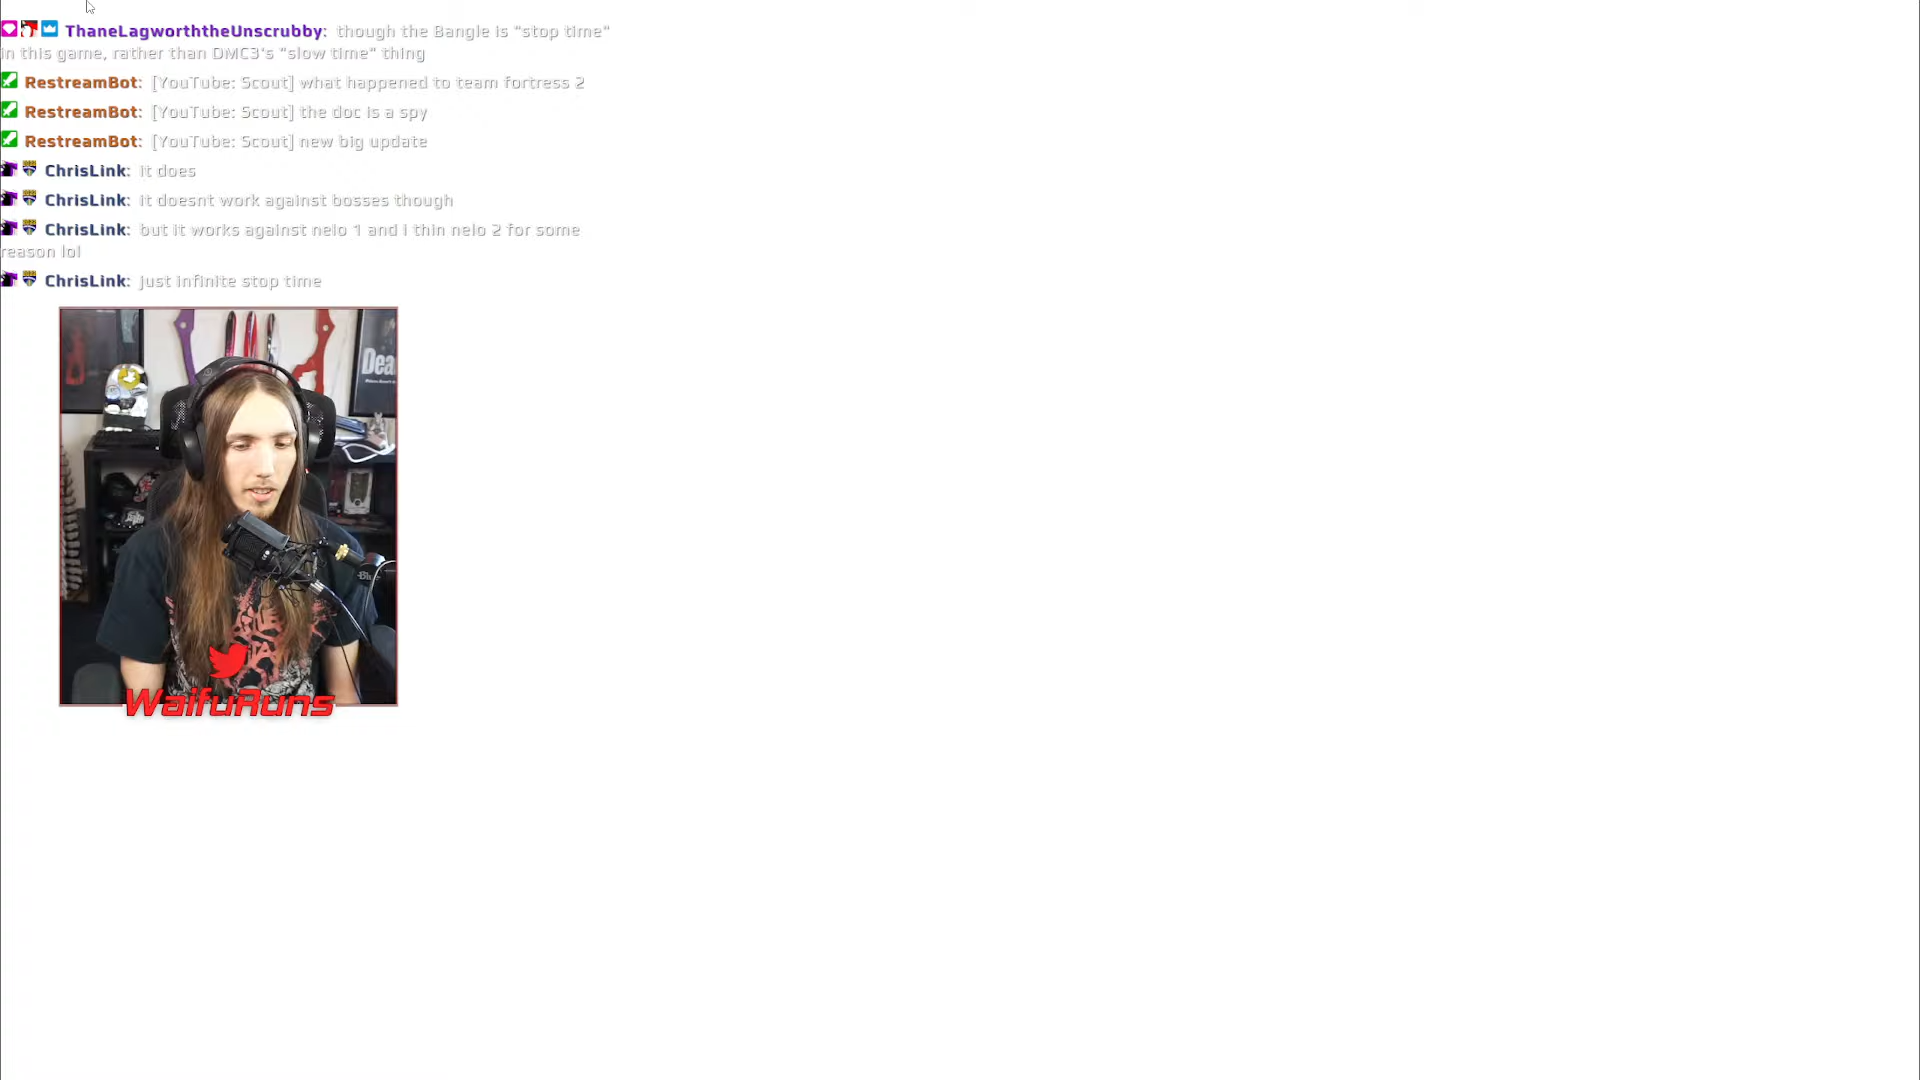 ThaneLagworththeUnscrubby: though the Bangle is "stop time"
in this game, rather than DMC3's "slow time" thing
RestreamBot: [YouTube: Scout] what happened to team fortress 2
RestreamBot: [YouTube: Scout] the doc is a spy
RestreamBot: [YouTube: Scout] new big update
ChrisLink: it does
ChrisLink: it doesnt work against bosses though
ChrisLink: but it works against nelo 1 and i thin nelo 2 for some
reason lol
ChrisLink: just infinite stop time
Dea
Blue
WaifuRuns